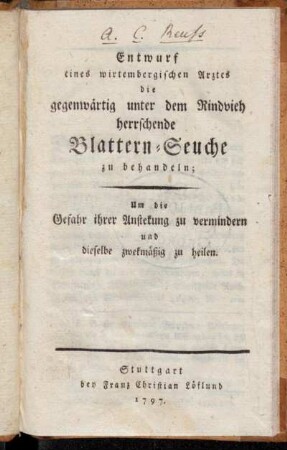 A. C. Reuss
Entwurf
eines wirtembergischen Arztes
die
gegenwärtig unter dem Rindvieh
herrschende
Blattern-Seuche
zu behandeln;
Um die
Gefahr ihrer Anstekung zu vermindern
und
dieselbe zwekmäßig zu heilen.
Stuttgart
bey Franz Christian Löflund
1797.